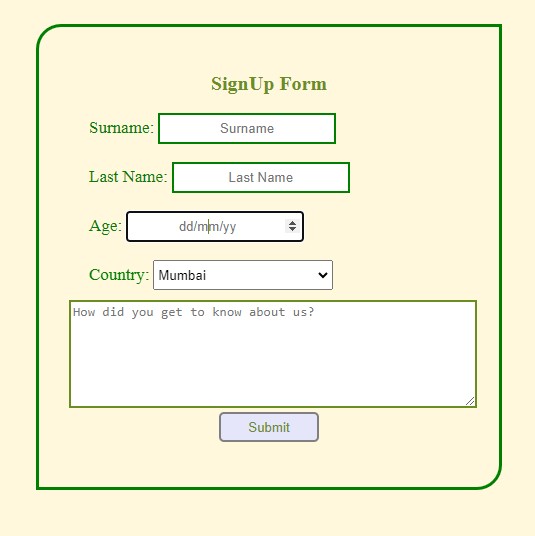 SignUp Form
Surname: Surname
Last Name: Last Name
Age: dd/mm/yy
Country: Mumbai
How did you get to know about us?
Submit